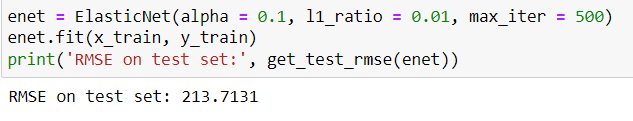 enet = ElasticNet(alpha = 0.1, l1_ratio = 0.01, max_iter = 500)
enet.fit(x_train, y_train)
print('RMSE on test set:', get_test_rmse(enet))
RMSE on test set: 213.7131